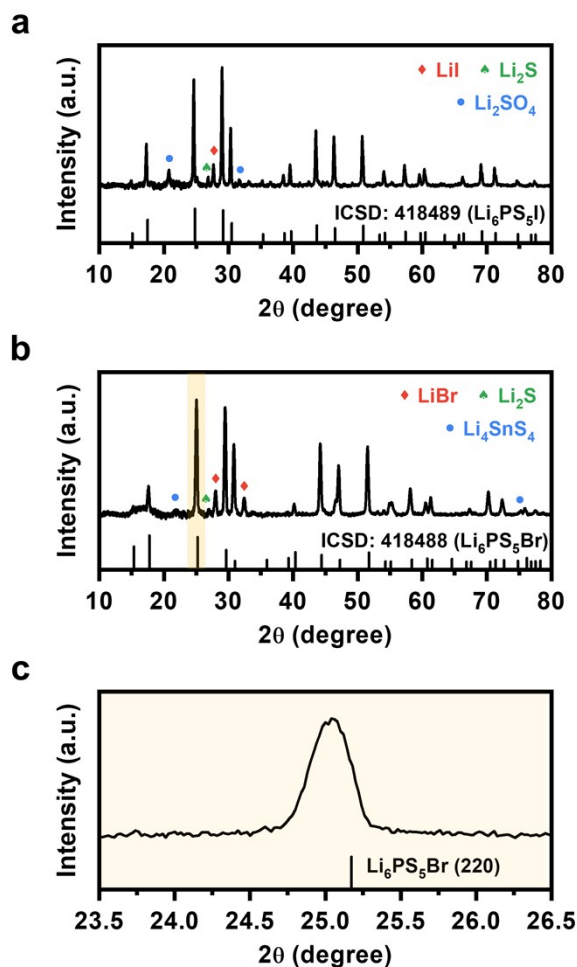 a
Intensity (a.u.)
♦ LiI ♠ Li₂S
● Li₂SO₄
ICSD: 418489 (Li₆PS₅I)
10 20 30 40 50 60 70 80
2θ (degree)
b
Intensity (a.u.)
♦ LiBr ♠ Li₂S
● Li₄SnS₄
ICSD: 418488 (Li₆PS₅Br)
10 20 30 40 50 60 70 80
2θ (degree)
c
Intensity (a.u.)
Li₆PS₅Br (220)
23.5 24.0 24.5 25.0 25.5 26.0 26.5
2θ (degree)